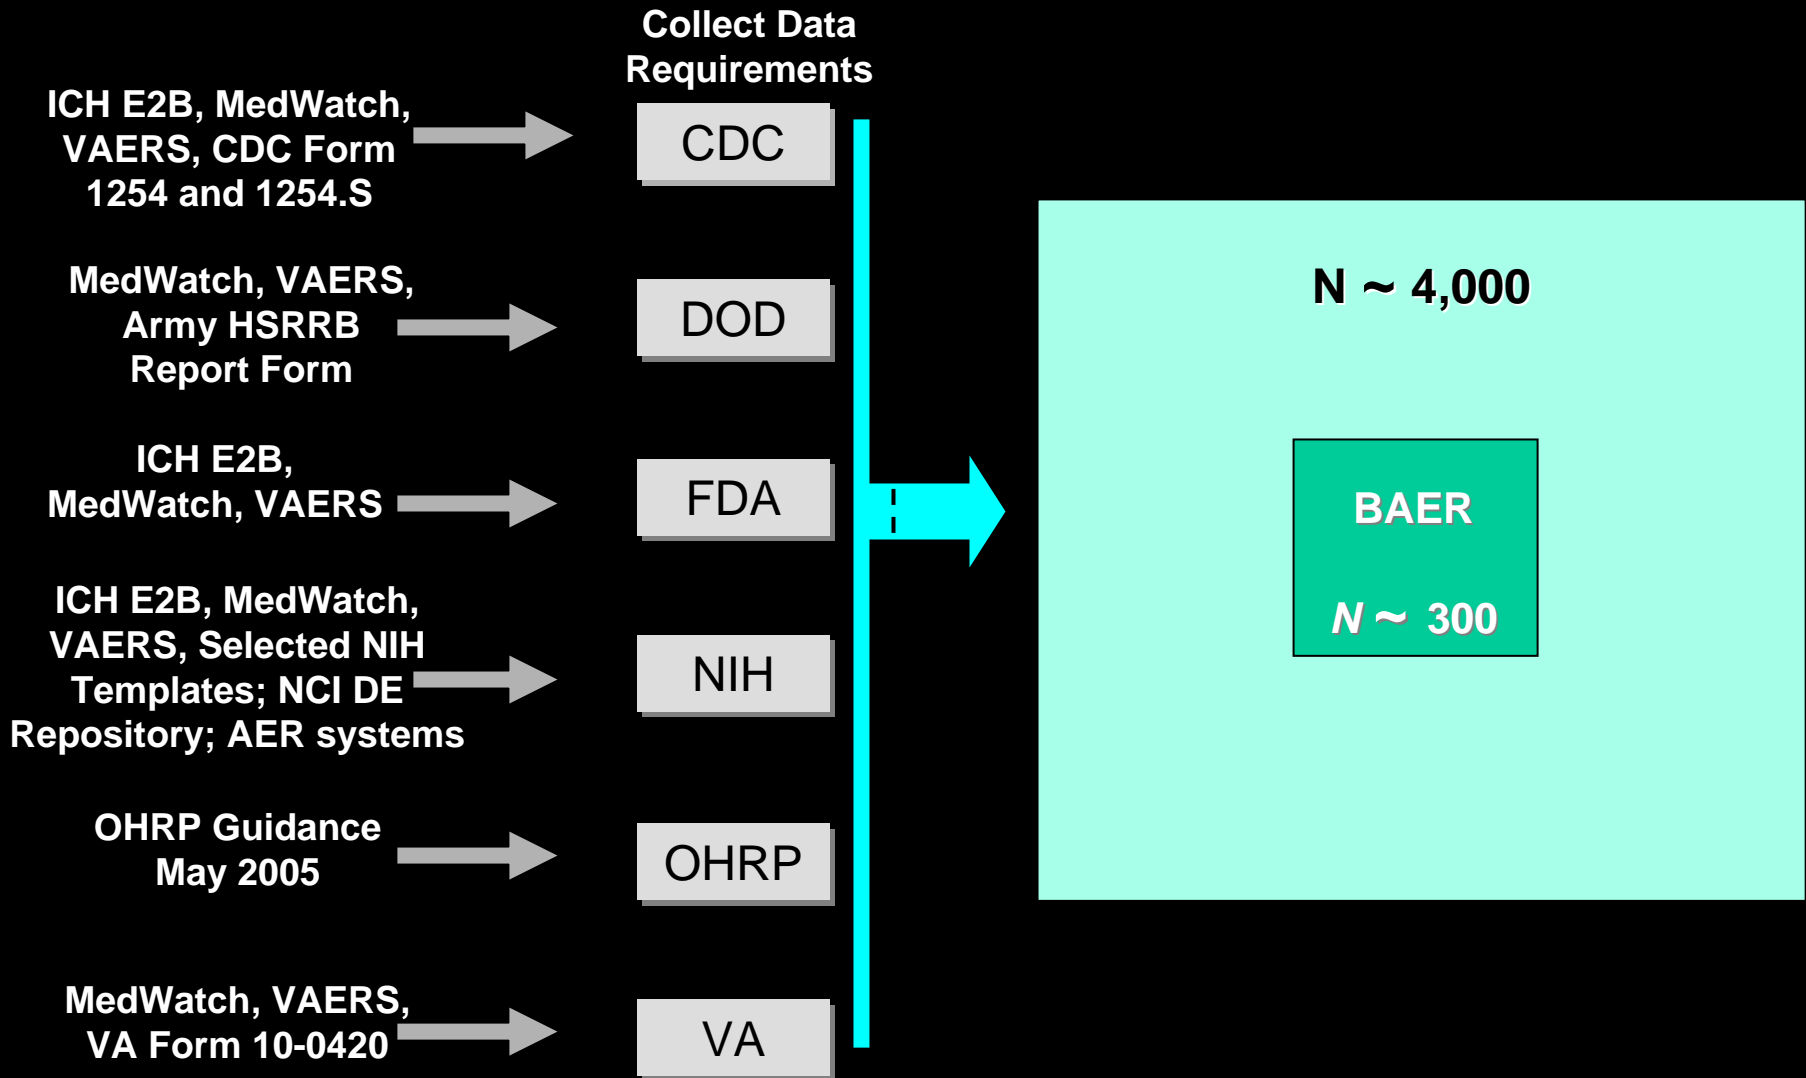 Collect Data
Requirements
ICH E2B, MedWatch,
VAERS, CDC Form
1254 and 1254.S
CDC
MedWatch, VAERS,
Army HSRRB
Report Form
DOD
ICH E2B,
MedWatch, VAERS
FDA
ICH E2B, MedWatch,
VAERS, Selected NIH
Templates; NCI DE
Repository; AER systems
NIH
OHRP Guidance
May 2005
OHRP
MedWatch, VAERS,
VA Form 10-0420
VA
N ~ 4,000
BAER
N ~ 300